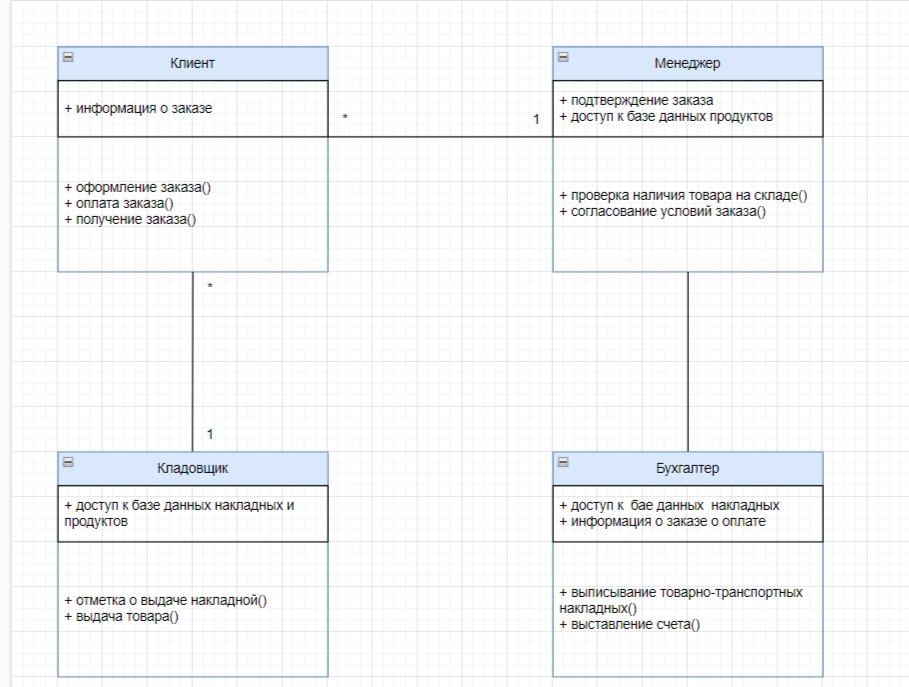 Клиент
+ информация о заказе
+ оформление заказа()
+ оплата заказа()
+ получение заказа()
*
1
Менеджер
+ подтверждение заказа
+ доступ к базе данных продуктов
+ проверка наличия товара на складе()
+ согласование условий заказа()
*
1
Кладовщик
+ доступ к базе данных накладных и
продуктов
+ отметка о выдаче накладной()
+ выдача товара()
Бухгалтер
+ доступ к бае данных накладных
+ информация о заказе о оплате
+ выписывание товарно-транспортных
накладных()
+ выставление счета()